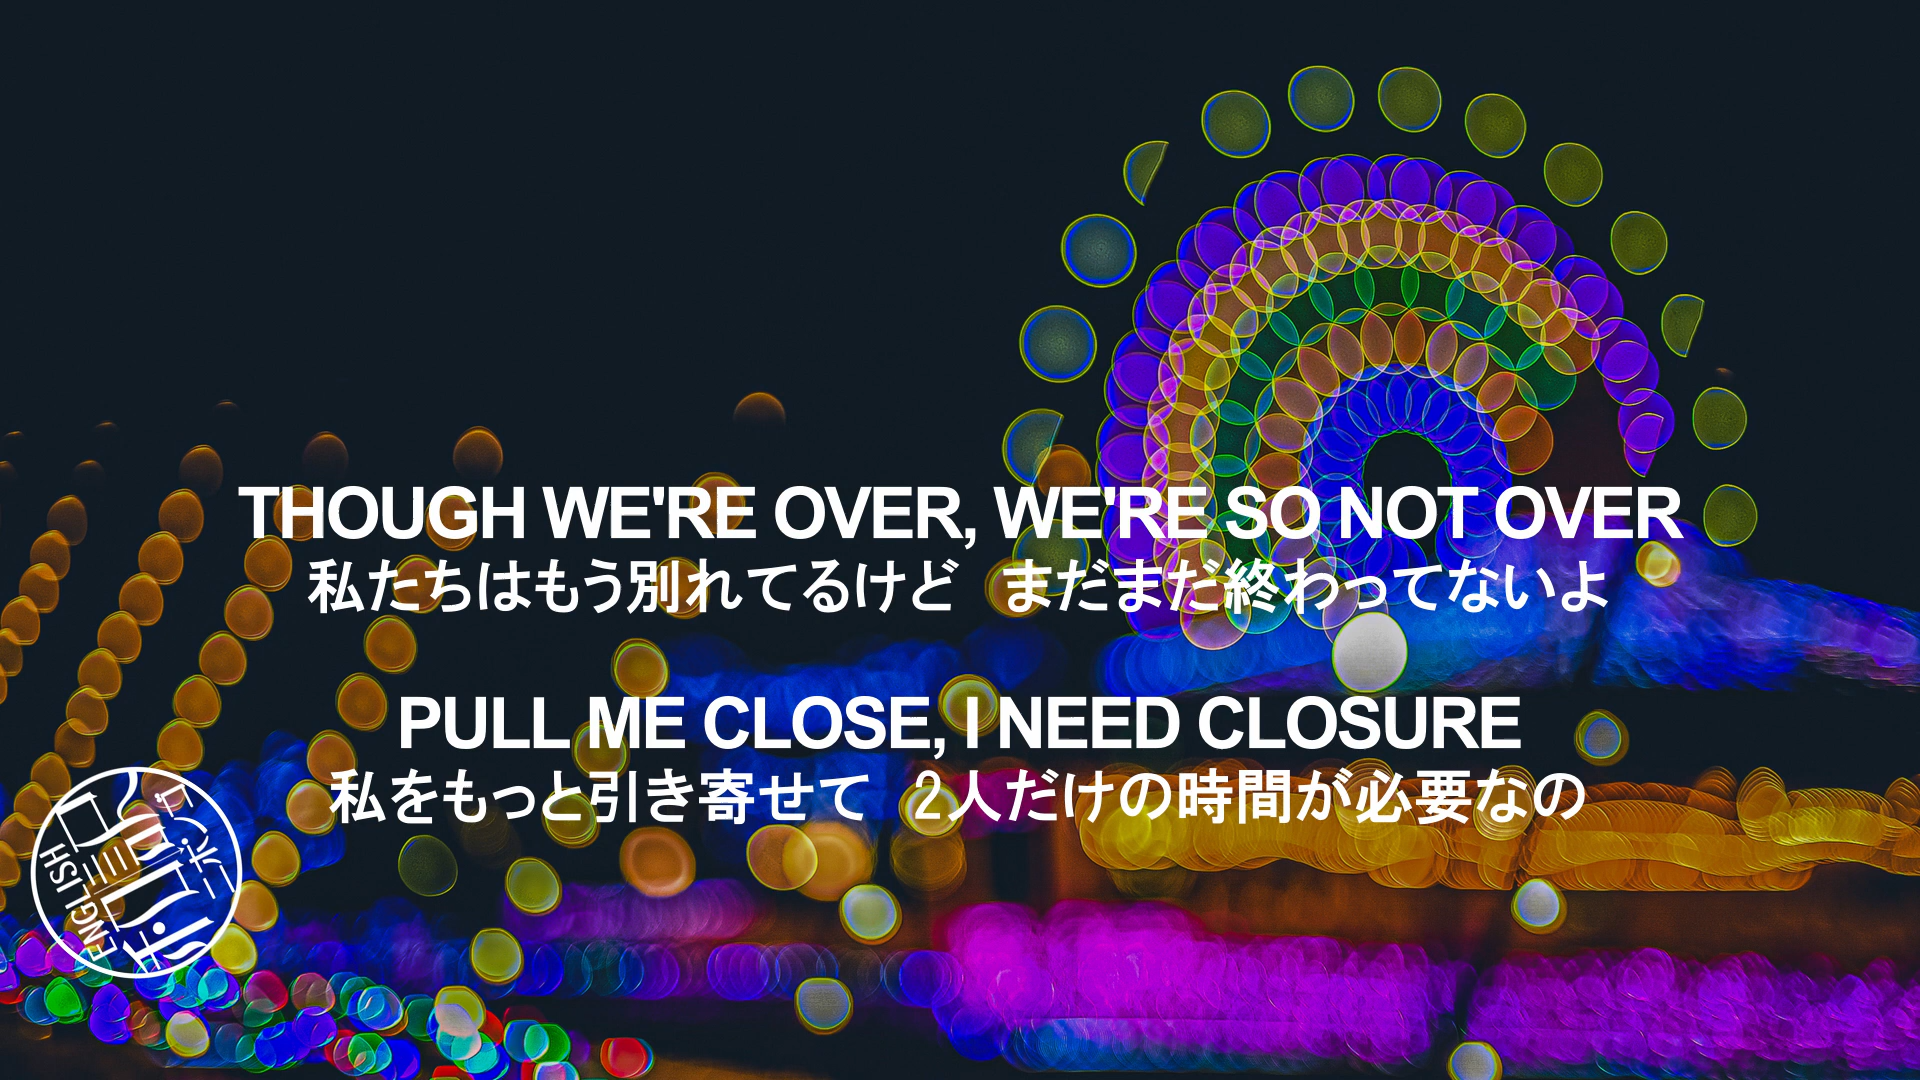 THOUGH WE'RE OVER, WE'RE SO NOT OVER
私たちはもう別れてるけど　まだまだ終わってないよ
PULL ME CLOSE, I NEED CLOSURE
私をもっと引き寄せて　2人だけの時間が必要なの
ENGLISH